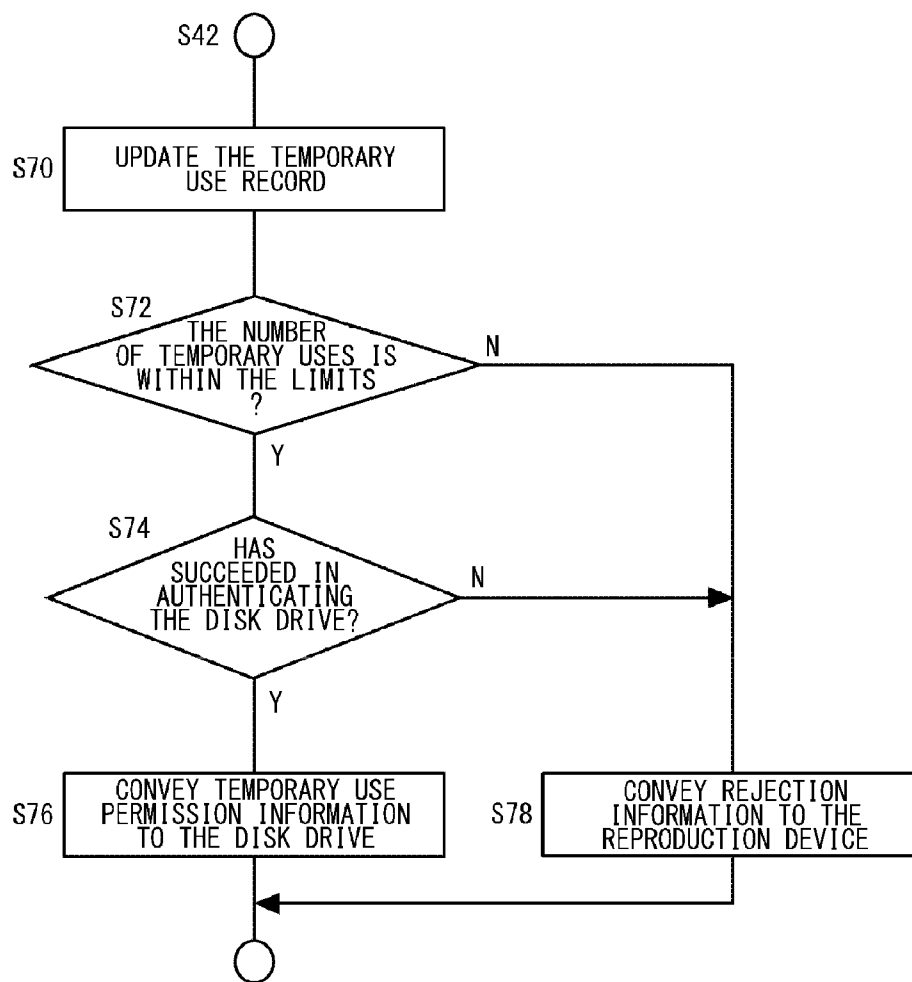 S42
S70
UPDATE THE TEMPORARY
USE RECORD
S72
THE NUMBER
OF TEMPORARY USES IS
WITHIN THE LIMITS
?
N
Y
S74
HAS
SUCCEEDED IN
AUTHENTICATING
THE DISK DRIVE?
N
Y
S76
CONVEY TEMPORARY USE
PERMISSION INFORMATION
TO THE DISK DRIVE
S78
CONVEY REJECTION
INFORMATION TO THE
REPRODUCTION DEVICE